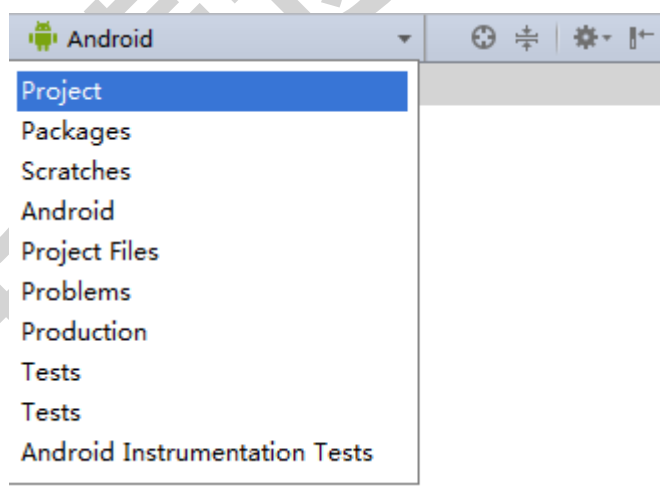 Android
Project
Packages
Scratches
Android
Project Files
Problems
Production
Tests
Tests
Android Instrumentation Tests